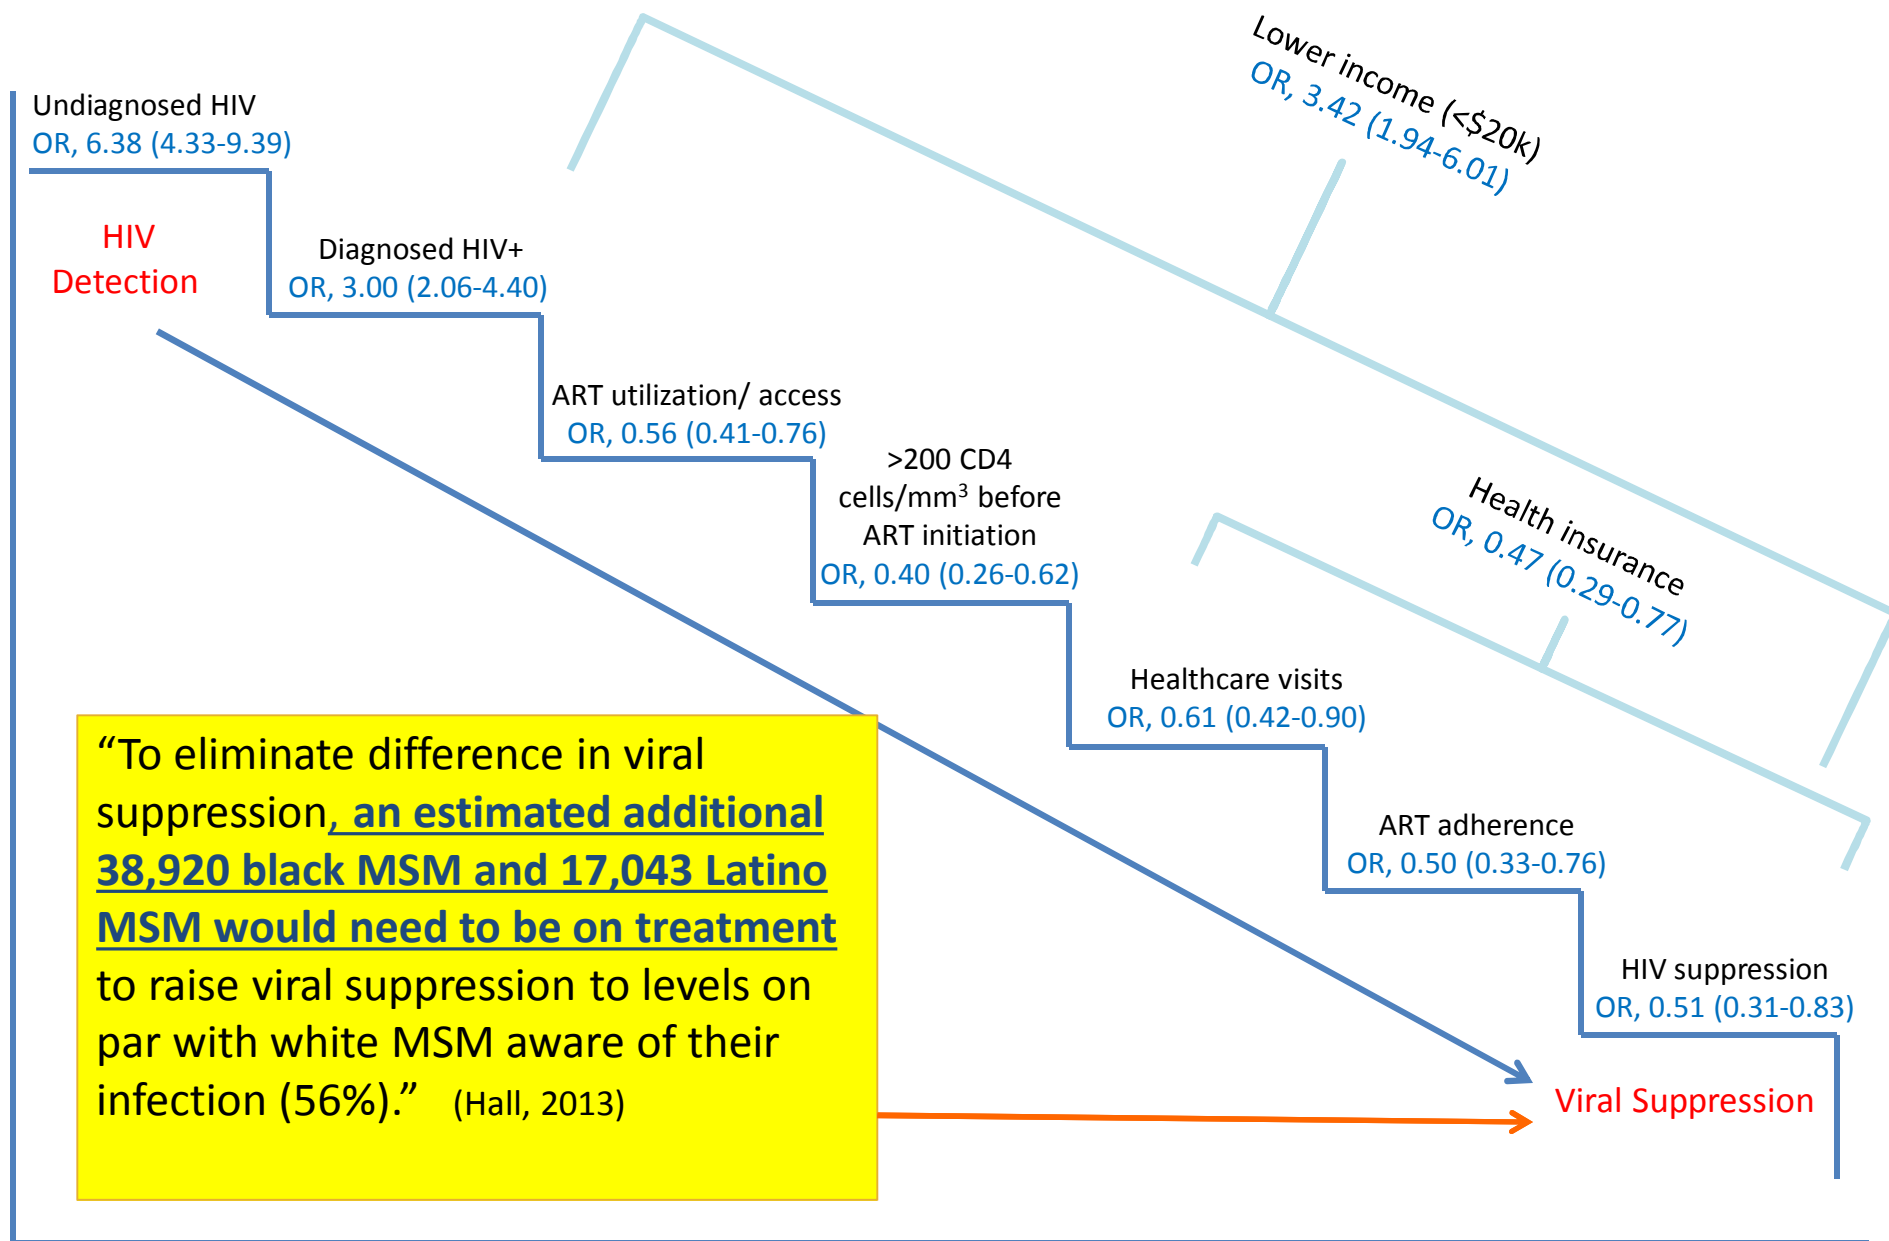 Lower income (<$20k)
OR, 3.42 (1.94-6.01)
Undiagnosed HIV
OR, 6.38 (4.33-9.39)
HIV
Detection
Diagnosed HIV+
OR, 3.00 (2.06-4.40)
ART utilization/ access
OR, 0.56 (0.41-0.76)
>200 CD4
cells/mm³ before
ART initiation
OR, 0.40 (0.26-0.62)
Health insurance
OR, 0.47 (0.29-0.77)
Healthcare visits
OR, 0.61 (0.42-0.90)
ART adherence
OR, 0.50 (0.33-0.76)
HIV suppression
OR, 0.51 (0.31-0.83)
Viral Suppression
“To eliminate difference in viral
suppression, an estimated additional
38,920 black MSM and 17,043 Latino
MSM would need to be on treatment
to raise viral suppression to levels on
par with white MSM aware of their
infection (56%).” (Hall, 2013)